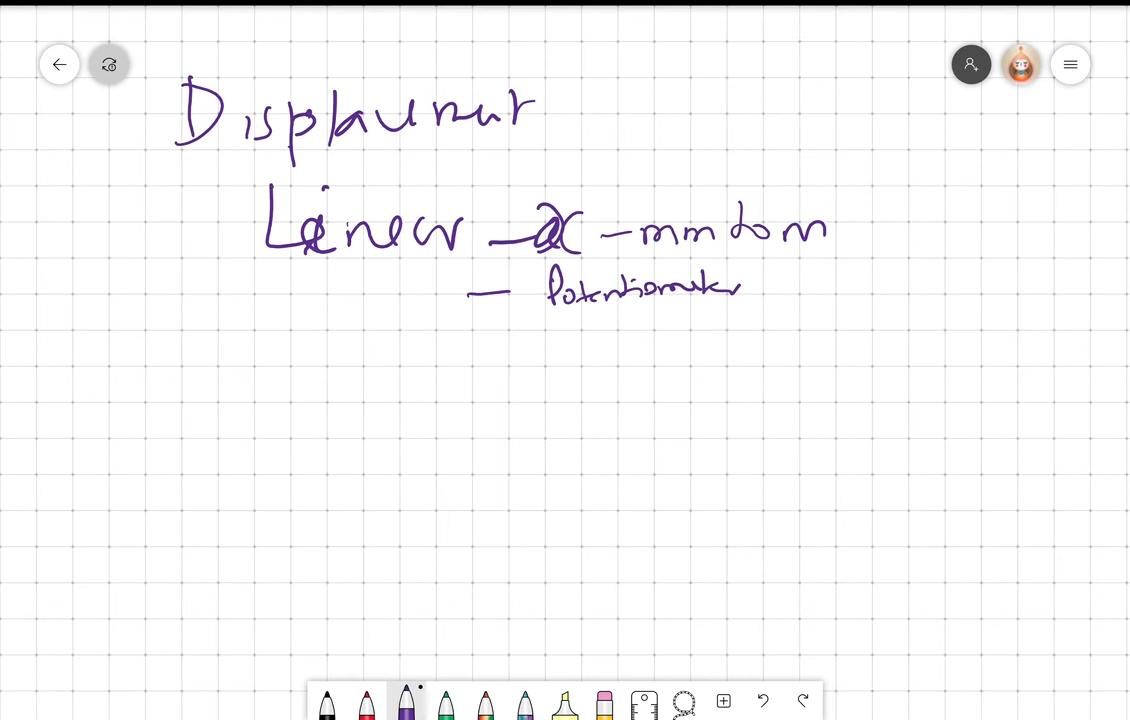 Displacement
Linear - x - mm to m
- Potentiometer